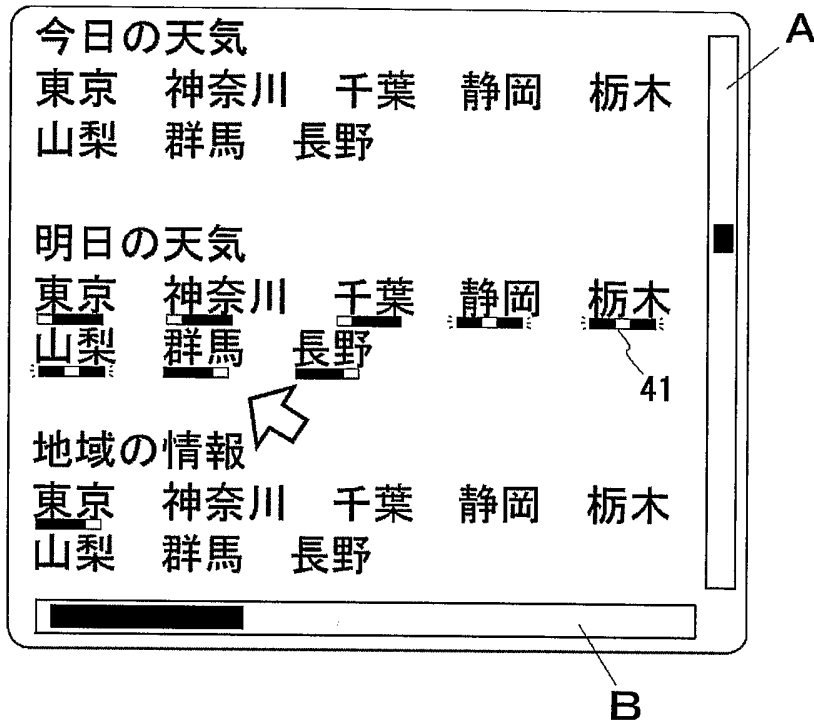 今日の天気
東京 神奈川 千葉 静岡 栃木
山梨 群馬 長野
明日の天気
東京 神奈川 千葉 静岡 栃木
山梨 群馬 長野
地域の情報
東京 神奈川 千葉 静岡 栃木
山梨 群馬 長野
A
41
B